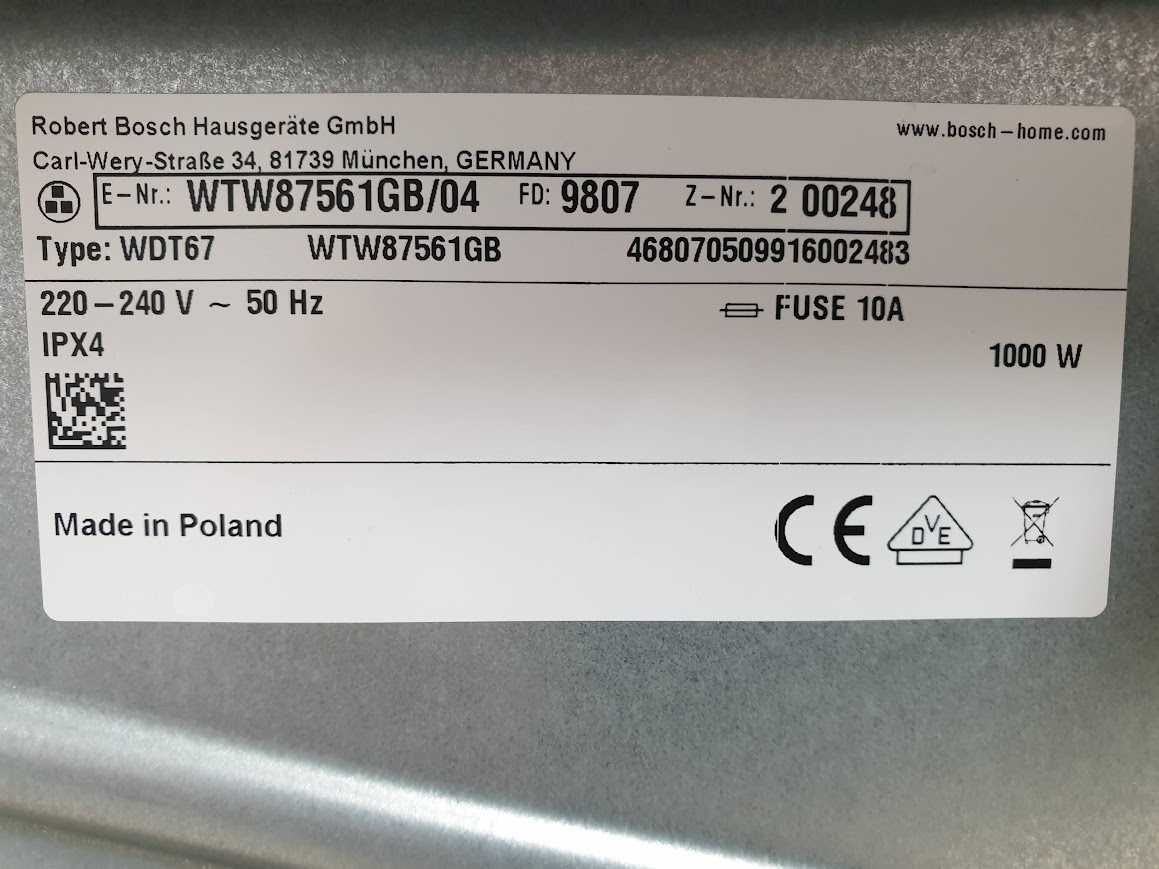 Robert Bosch Hausgeräte GmbH
www.bosch-home.com
Carl-Wery-Straße 34, 81739 München, GERMANY
E-Nr.: WTW87561GB/04 FD: 9807 Z-Nr.: 2 00248
Type: WDT67 WTW87561GB 468070509916002483
220-240 V ~ 50 Hz FUSE 10A
IPX4
1000 W
Made in Poland
CE
DVE